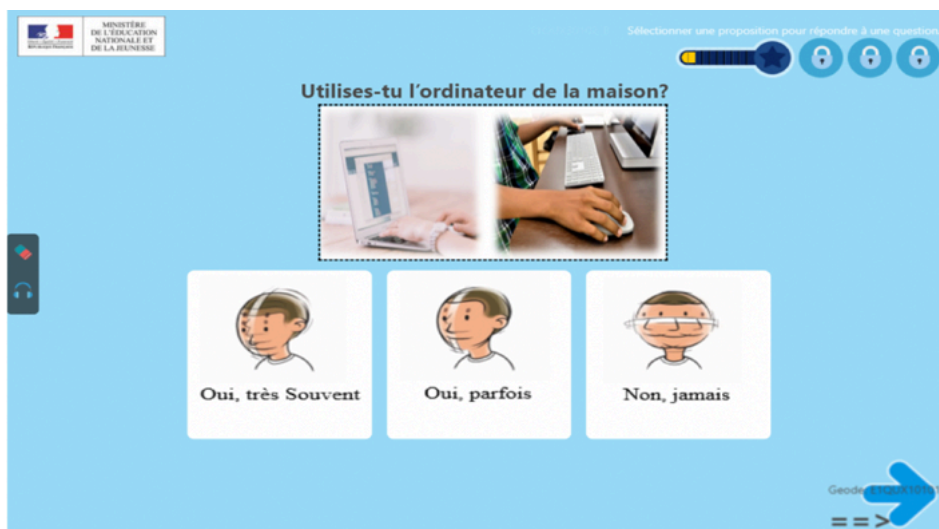 MINISTÈRE
DE L'ÉDUCATION
NATIONALE ET
DE LA JEUNESSE
Sélectionner une proposition pour répondre à une question.
Utilises-tu l'ordinateur de la maison?
Oui, très Souvent
Oui, parfois
Non, jamais
Geode:
==>